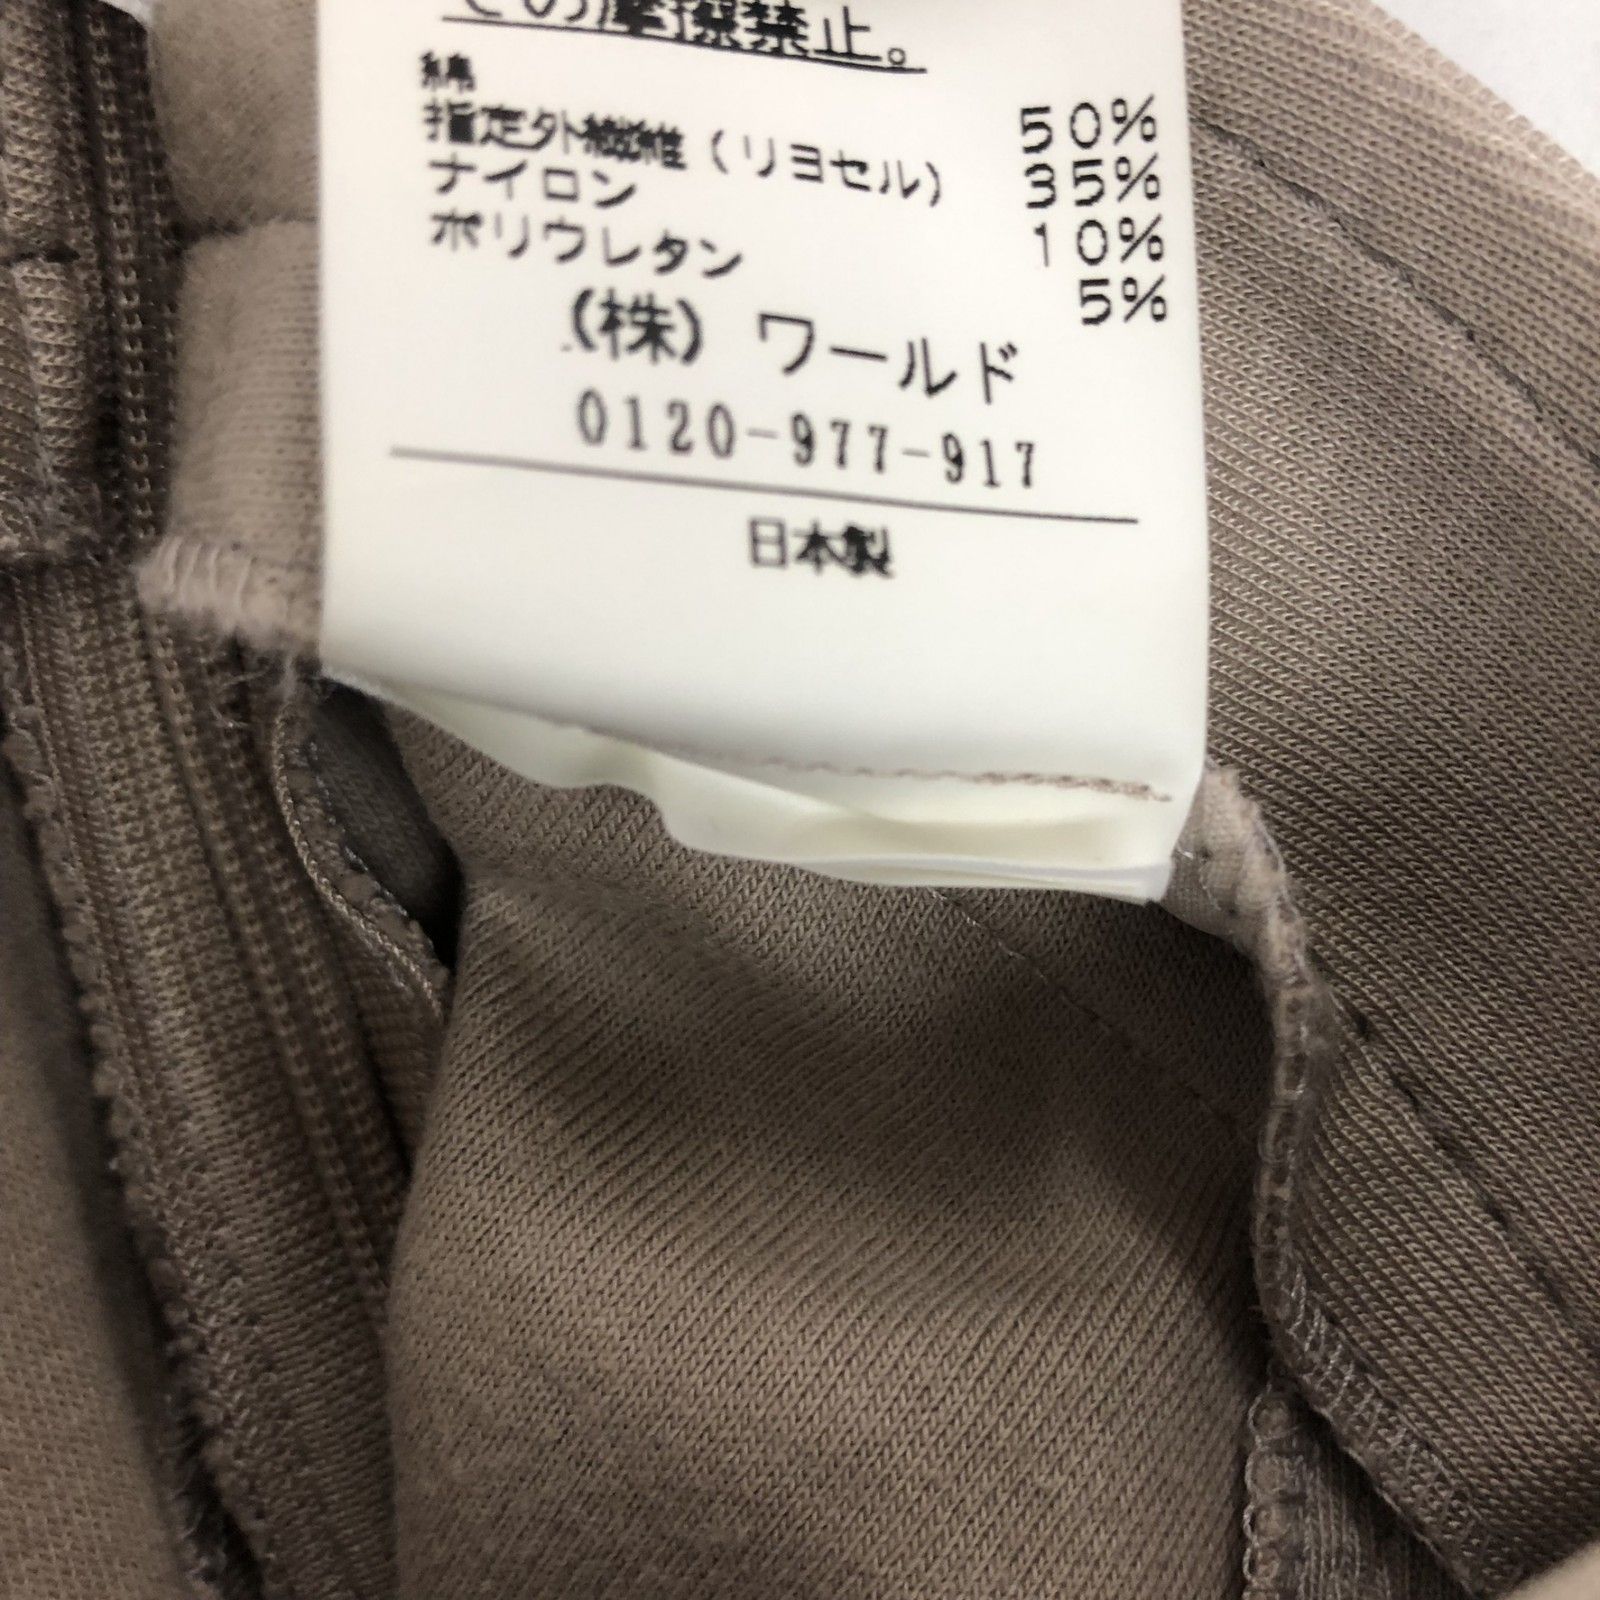 での摩擦禁止。
綿 50%
指定外繊維（リヨセル） 35%
ナイロン 10%
ポリウレタン 5%
（株）ワールド
0120-977-917
日本製